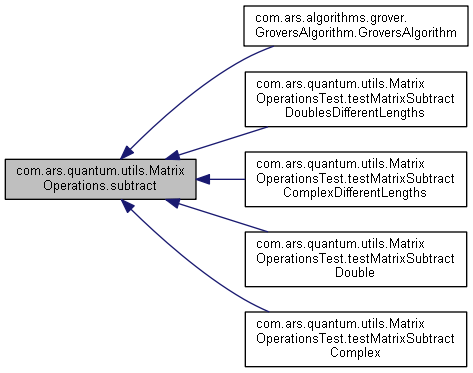 com.ars.algorithms.grover.
GroversAlgorithm.GroversAlgorithm
com.ars.quantum.utils.Matrix
OperationsTest.testMatrixSubtract
DoublesDifferentLengths
com.ars.quantum.utils.Matrix
Operations.subtract
com.ars.quantum.utils.Matrix
OperationsTest.testMatrixSubtract
ComplexDifferentLengths
com.ars.quantum.utils.Matrix
OperationsTest.testMatrixSubtract
Double
com.ars.quantum.utils.Matrix
OperationsTest.testMatrixSubtract
Complex